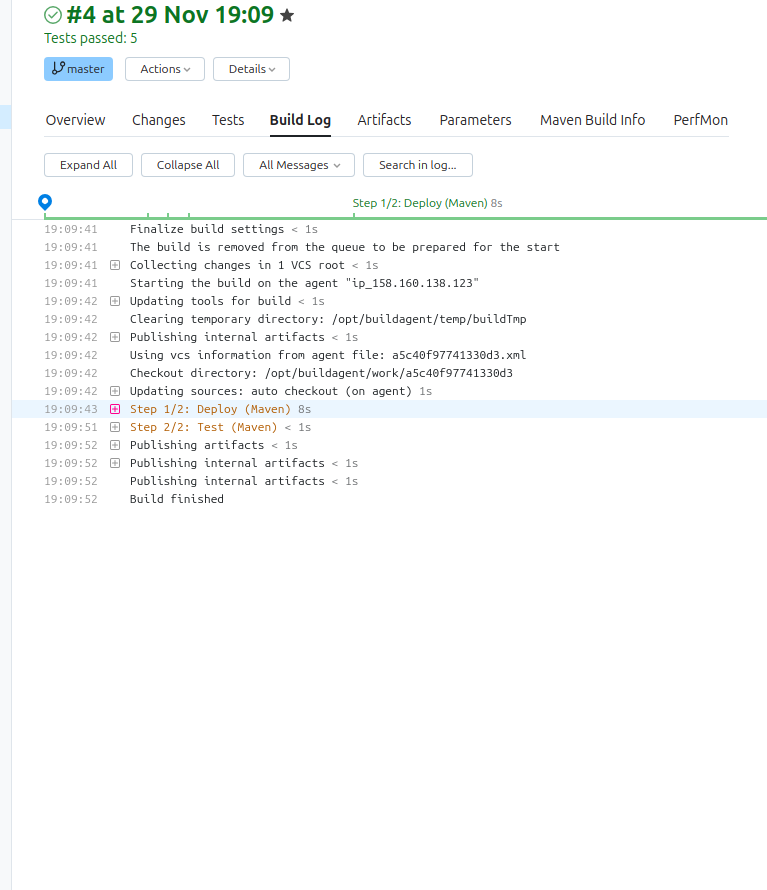 #4 at 29 Nov 19:09
Tests passed: 5
master Actions Details
Overview Changes Tests Build Log Artifacts Parameters Maven Build Info PerfMon
Expand All Collapse All All Messages Search in log...
Step 1/2: Deploy (Maven) 8s
19:09:41 Finalize build settings < 1s
19:09:41 The build is removed from the queue to be prepared for the start
19:09:41 Collecting changes in 1 VCS root < 1s
19:09:41 Starting the build on the agent "ip_158.160.138.123"
19:09:42 Updating tools for build < 1s
19:09:42 Clearing temporary directory: /opt/buildagent/temp/buildTmp
19:09:42 Publishing internal artifacts < 1s
19:09:42 Using vcs information from agent file: a5c40f97741330d3.xml
19:09:42 Checkout directory: /opt/buildagent/work/a5c40f97741330d3
19:09:42 Updating sources: auto checkout (on agent) 1s
19:09:43 Step 1/2: Deploy (Maven) 8s
19:09:51 Step 2/2: Test (Maven) < 1s
19:09:52 Publishing artifacts < 1s
19:09:52 Publishing internal artifacts < 1s
19:09:52 Publishing internal artifacts < 1s
19:09:52 Build finished